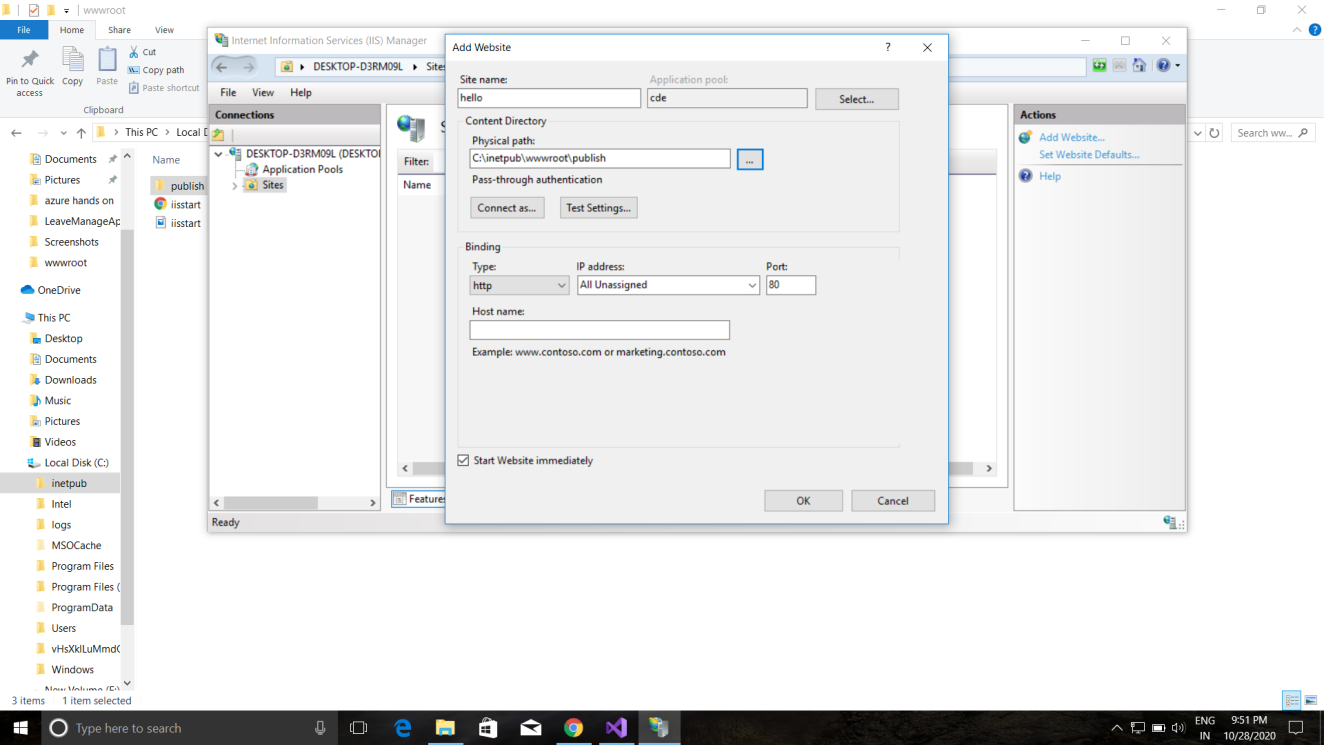 wwwroot
File
Home
Share
View
Pin to Quick access
Copy
Paste
Cut
Copy path
Paste shortcut
Clipboard
This PC
Local D
Search ww...
Documents
Pictures
azure hands on
LeaveManageAp
Screenshots
wwwroot
OneDrive
This PC
Desktop
Documents
Downloads
Music
Pictures
Videos
Local Disk (C:)
inetpub
Intel
logs
MSOCache
Program Files
Program Files (
ProgramData
Users
Windows
New Volume (E:)
Name
publish
iisstart
iisstart
3 items
1 item selected
Internet Information Services (IIS) Manager
DESKTOP-D3RM09L
Sites
File
View
Help
Connections
DESKTOP-D3RM09L (DESKTO
Application Pools
Sites
Filter:
Name
Features
Ready
Actions
Add Website...
Set Website Defaults...
Help
Add Website
?
Site name:
Application pool:
hello
cde
Select...
Content Directory
Physical path:
C:\inetpub\wwwroot\publish
...
Pass-through authentication
Connect as...
Test Settings...
Binding
Type:
IP address:
Port:
http
All Unassigned
80
Host name:
Example: www.contoso.com or marketing.contoso.com
Start Website immediately
OK
Cancel
Type here to search
ENG
IN
9:51 PM
10/28/2020